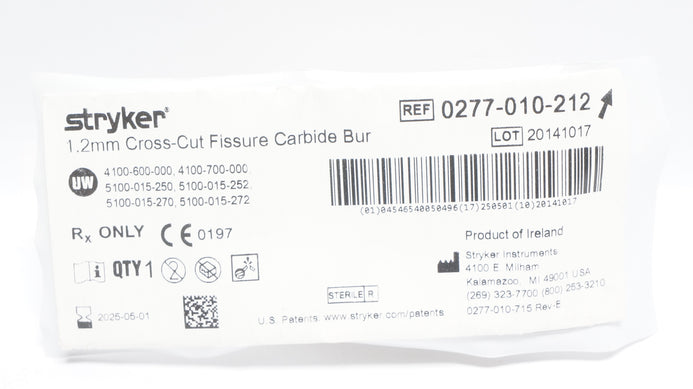 stryker®
1.2mm Cross-Cut Fissure Carbide Bur
REF 0277-010-212
LOT 20141017
UW
4100-600-000, 4100-700-000,
5100-015-250, 5100-015-252,
5100-015-270, 5100-015-272
(01)04546540050496(17)250501(10)20141017
Rx ONLY CE 0197
QTY 1
2
2025-05-01
STERILE R
U.S. Patents: www.stryker.com/patents
Product of Ireland
Stryker Instruments
4100 E. Milham
Kalamazoo, MI 49001 USA
(269) 323-7700 (800) 253-3210
0277-010-715 Rev-E